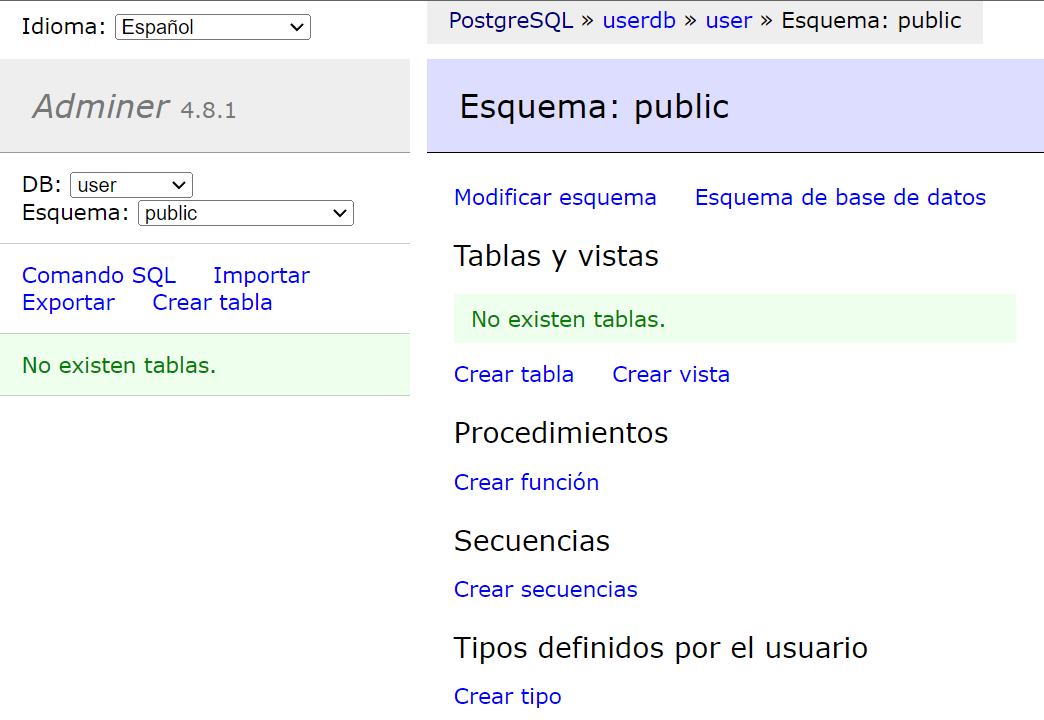 Idioma: Español
Adminer 4.8.1
DB: user
Esquema: public
Comando SQL Importar
Exportar Crear tabla
No existen tablas.
PostgreSQL » userdb » user » Esquema: public
Esquema: public
Modificar esquema Esquema de base de datos
Tablas y vistas
No existen tablas.
Crear tabla Crear vista
Procedimientos
Crear función
Secuencias
Crear secuencias
Tipos definidos por el usuario
Crear tipo